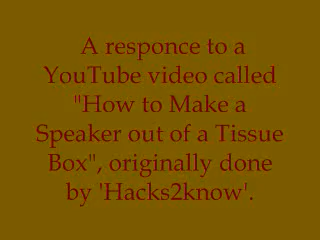 A responce to a
YouTube video called
"How to Make a
Speaker out of a Tissue
Box", originally done
by 'Hacks2know'.